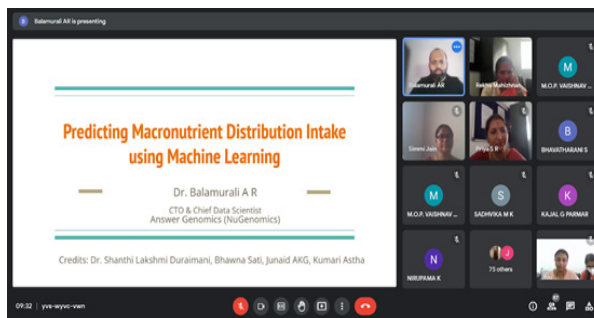 B Balamurali AR is presenting
Predicting Macronutrient Distribution Intake
using Machine Learning
Dr. Balamurali A R
CTO & Chief Data Scientist
Answer Genomics (NuGenomics)
Credits: Dr. Shanthi Lakshmi Duraimani, Bhawna Sati, Junaid AKG, Kumari Astha
Balamurali AR
Rekha Mahizhnan
M
M.O.P. VAISHNAV ...
Simmi Jain
Priya S R
B
BHAVATHARANI S
M
M.O.P. VAISHNAV ...
S
SADHVIKA M K
K
KAJAL G PARMAR
N
NIRUPAMA K
J
75 others
09:32 | yvs-wyvc-vwn